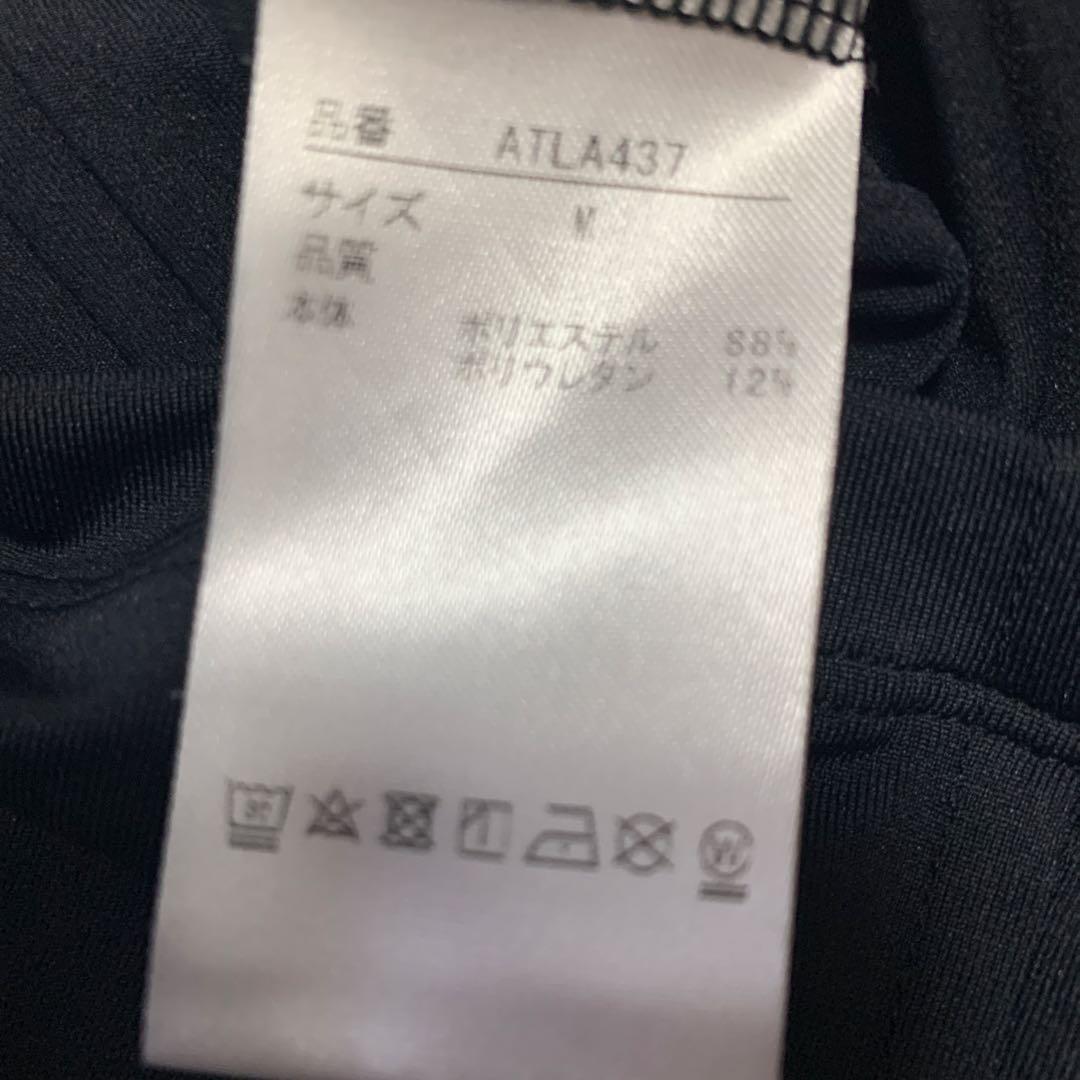 品番 ATLA437
サイズ M
品質
本体 ポリエステル 88%
ポリウレタン 12%